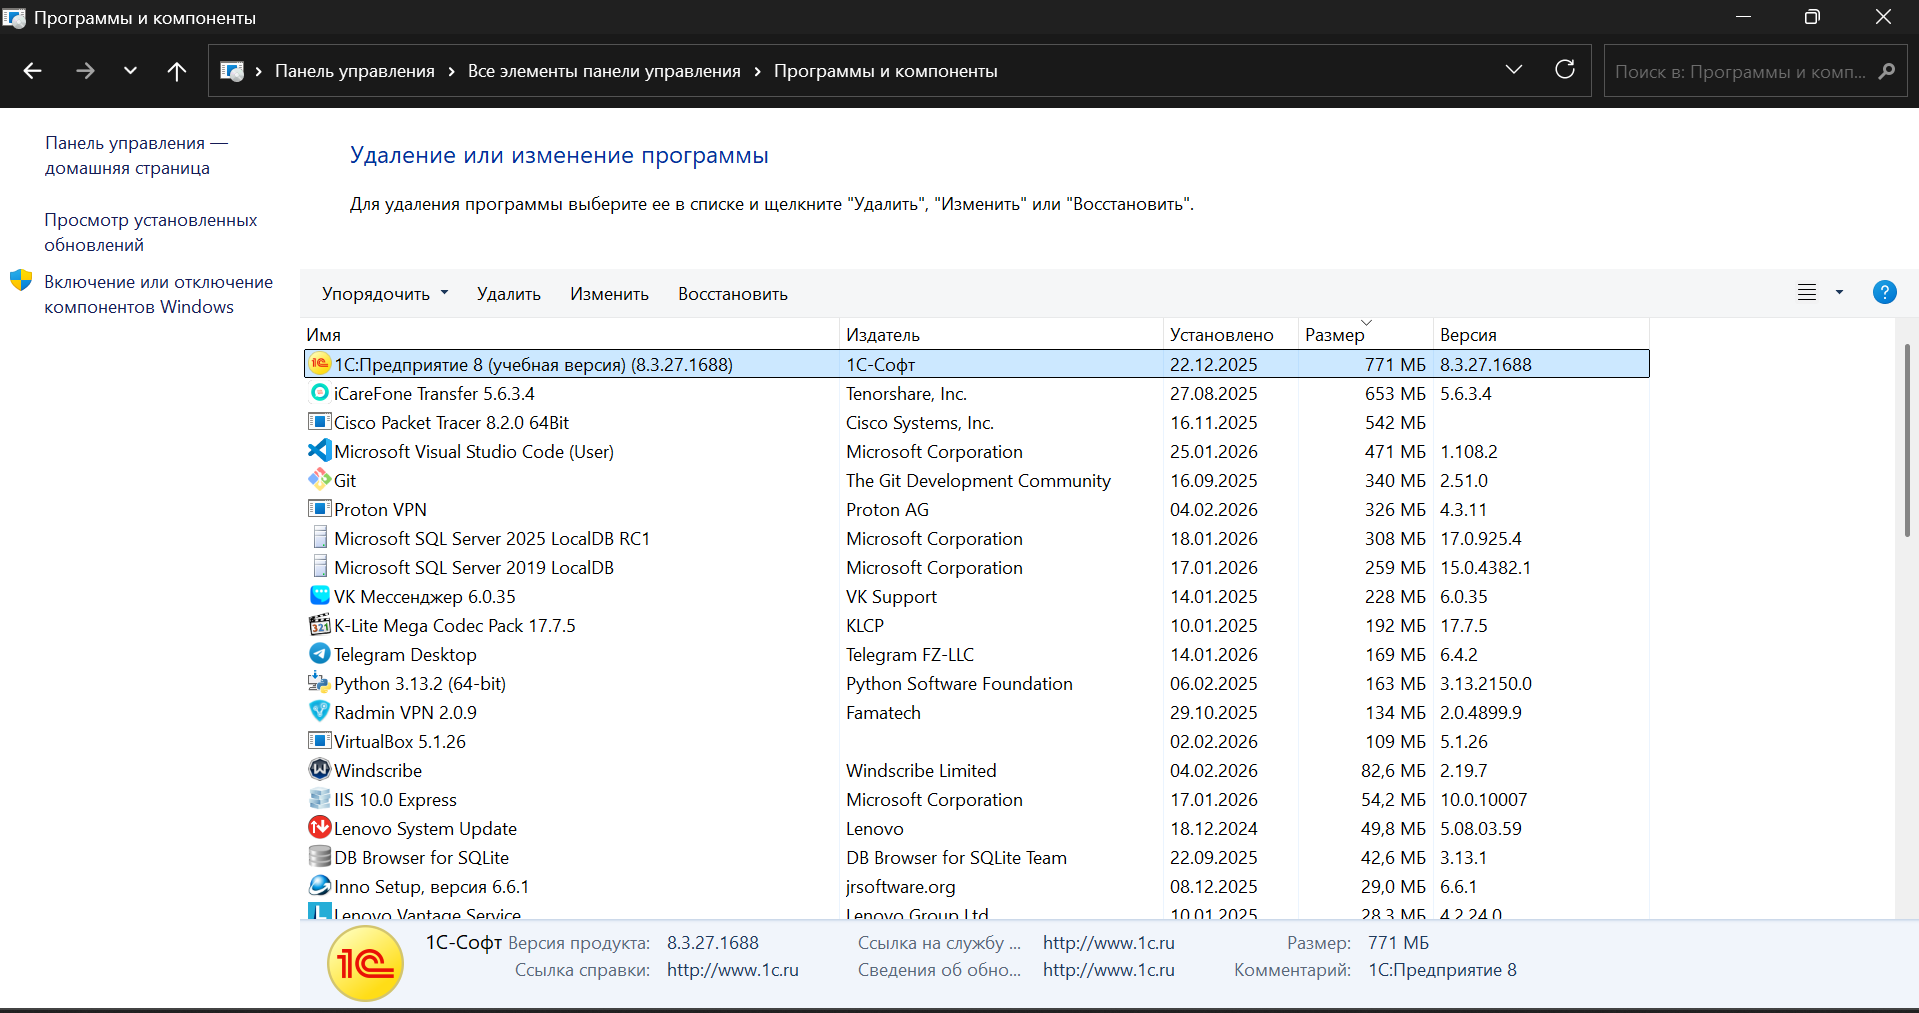 Программы и компоненты
Панель управления › Все элементы панели управления › Программы и компоненты
Поиск в: Программы и комп...
Панель управления —
домашняя страница
Просмотр установленных
обновлений
Включение или отключение
компонентов Windows
Удаление или изменение программы
Для удаления программы выберите ее в списке и щелкните "Удалить", "Изменить" или "Восстановить".
Упорядочить Удалить Изменить Восстановить ?
Имя Издатель Установлено Размер Версия
1С:Предприятие 8 (учебная версия) (8.3.27.1688) 1С-Софт 22.12.2025 771 МБ 8.3.27.1688
iCareFone Transfer 5.6.3.4 Tenorshare, Inc. 27.08.2025 653 МБ 5.6.3.4
Cisco Packet Tracer 8.2.0 64Bit Cisco Systems, Inc. 16.11.2025 542 МБ
Microsoft Visual Studio Code (User) Microsoft Corporation 25.01.2026 471 МБ 1.108.2
Git The Git Development Community 16.09.2025 340 МБ 2.51.0
Proton VPN Proton AG 04.02.2026 326 МБ 4.3.11
Microsoft SQL Server 2025 LocalDB RC1 Microsoft Corporation 18.01.2026 308 МБ 17.0.925.4
Microsoft SQL Server 2019 LocalDB Microsoft Corporation 17.01.2026 259 МБ 15.0.4382.1
VK Мессенджер 6.0.35 VK Support 14.01.2025 228 МБ 6.0.35
K-Lite Mega Codec Pack 17.7.5 KLCP 10.01.2025 192 МБ 17.7.5
Telegram Desktop Telegram FZ-LLC 14.01.2026 169 МБ 6.4.2
Python 3.13.2 (64-bit) Python Software Foundation 06.02.2025 163 МБ 3.13.2150.0
Radmin VPN 2.0.9 Famatech 29.10.2025 134 МБ 2.0.4899.9
VirtualBox 5.1.26 02.02.2026 109 МБ 5.1.26
Windscribe Windscribe Limited 04.02.2026 82,6 МБ 2.19.7
IIS 10.0 Express Microsoft Corporation 17.01.2026 54,2 МБ 10.0.10007
Lenovo System Update Lenovo 18.12.2024 49,8 МБ 5.08.03.59
DB Browser for SQLite DB Browser for SQLite Team 22.09.2025 42,6 МБ 3.13.1
Inno Setup, версия 6.6.1 jrsoftware.org 08.12.2025 29,0 МБ 6.6.1
Lenovo Vantage Service Lenovo Group Ltd. 10.01.2025 28,3 МБ 4.2.24.0
1С-Софт Версия продукта: 8.3.27.1688 Ссылка на службу ... http://www.1c.ru Размер: 771 МБ
Ссылка справки: http://www.1c.ru Сведения об обно... http://www.1c.ru Комментарий: 1С:Предприятие 8